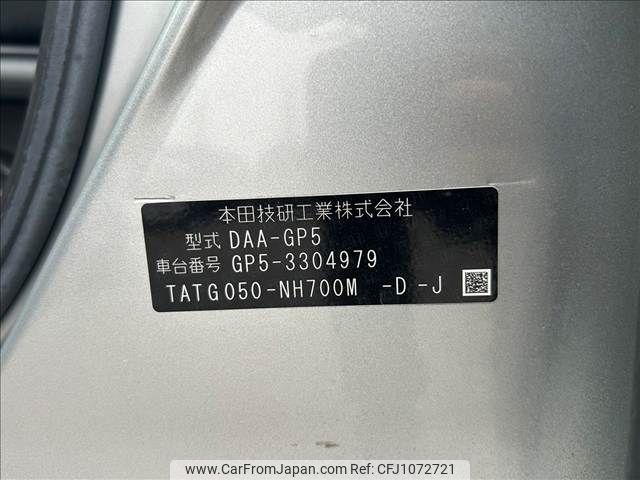 本田技研工業株式会社
型式 DAA-GP5
車台番号 GP5-3304979
TATG050-NH700M -D-J
www.CarFromJapan.com | Ref. CFJ1072721